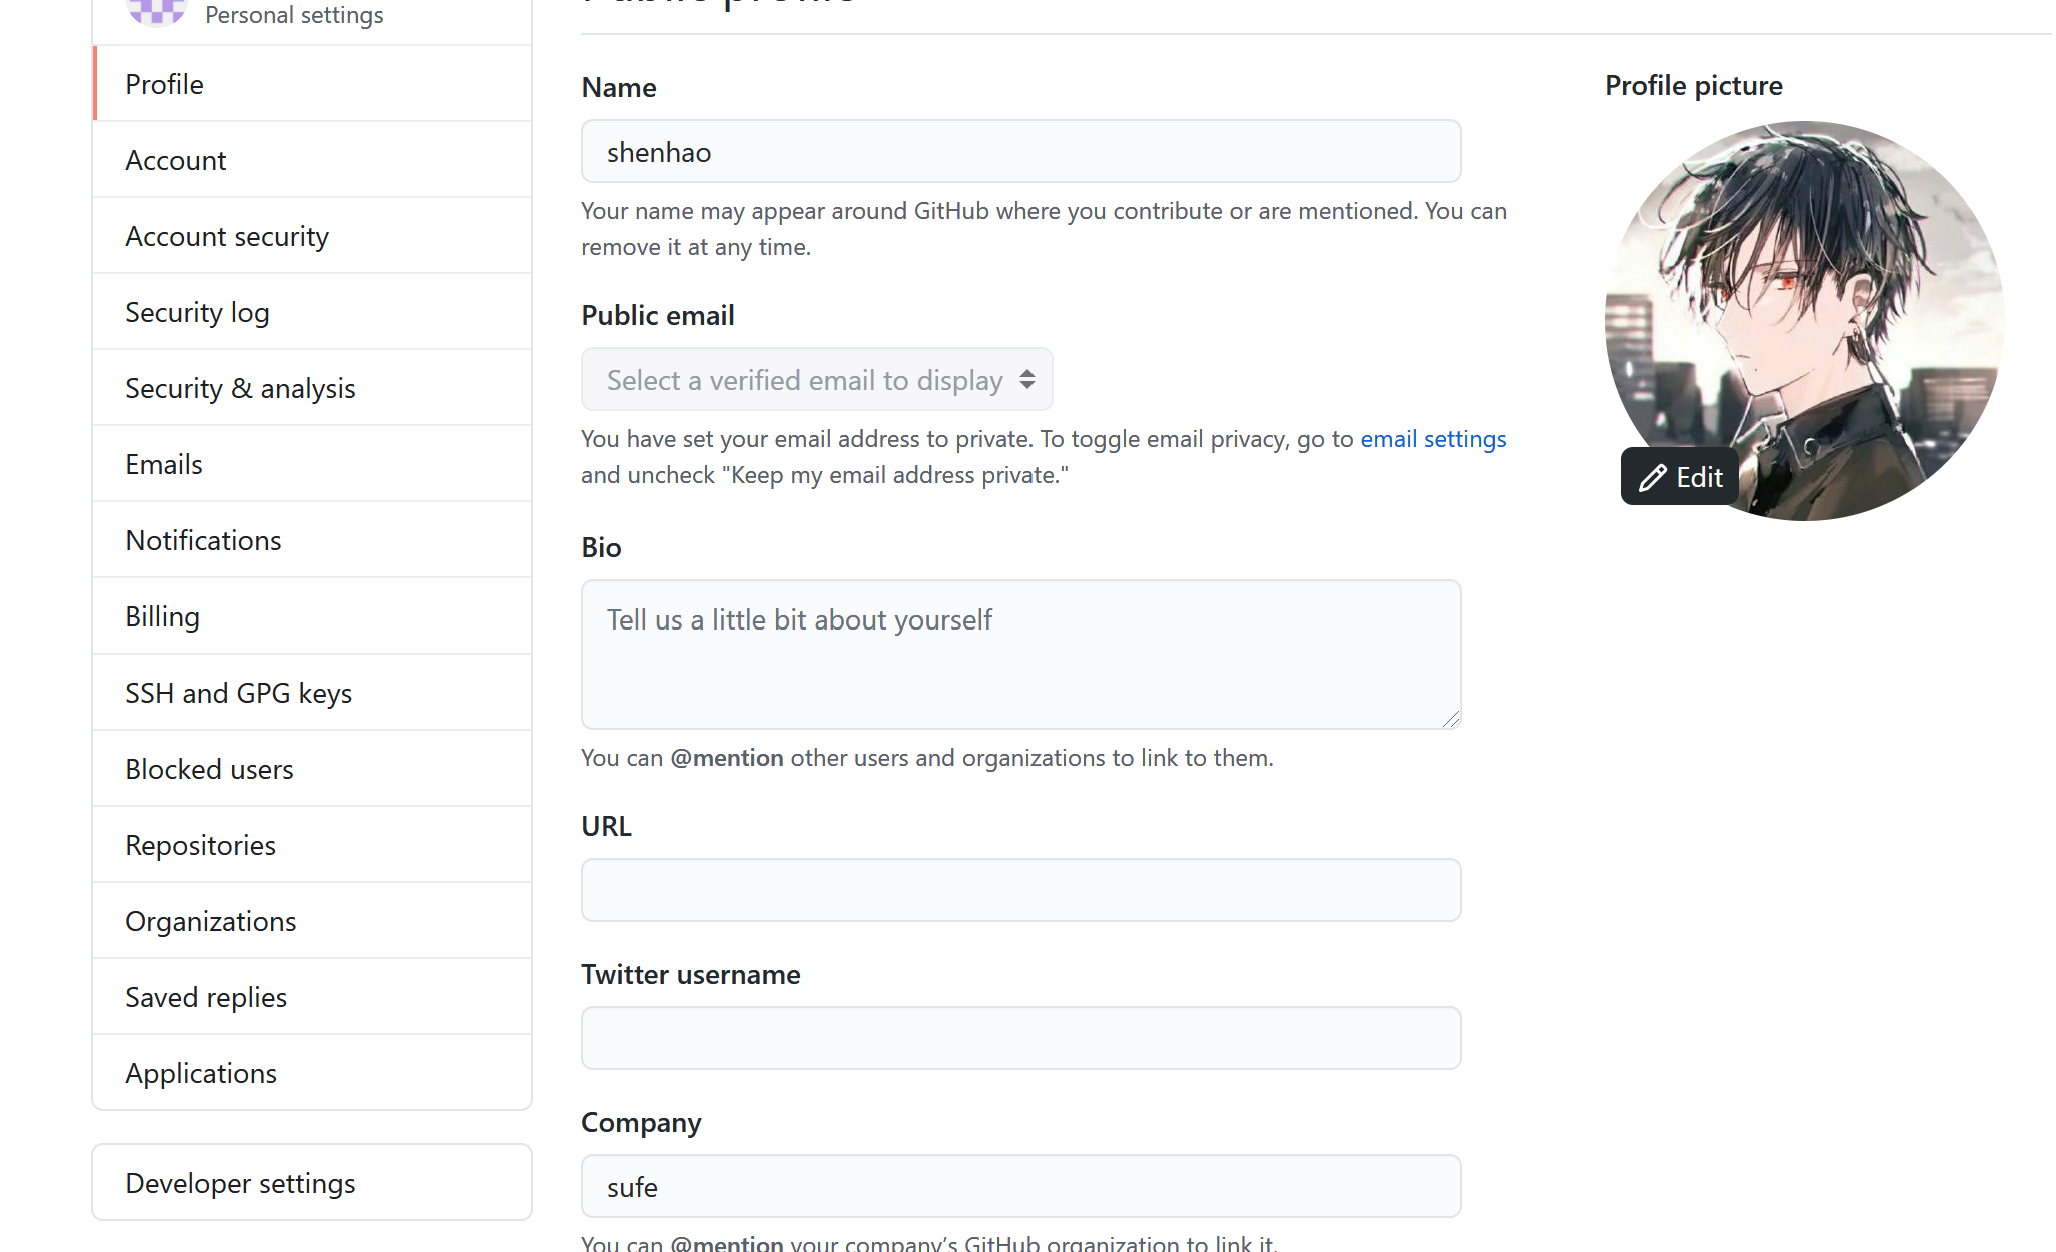 Personal settings
Profile
Account
Account security
Security log
Security & analysis
Emails
Notifications
Billing
SSH and GPG keys
Blocked users
Repositories
Organizations
Saved replies
Applications
Developer settings
Public profile
Name
shenhao
Your name may appear around GitHub where you contribute or are mentioned. You can
remove it at any time.
Public email
Select a verified email to display
You have set your email address to private. To toggle email privacy, go to email settings
and uncheck "Keep my email address private."
Bio
Tell us a little bit about yourself
You can @mention other users and organizations to link to them.
URL
Twitter username
Company
sufe
You can @mention your company’s GitHub organization to link it.
Profile picture
Edit